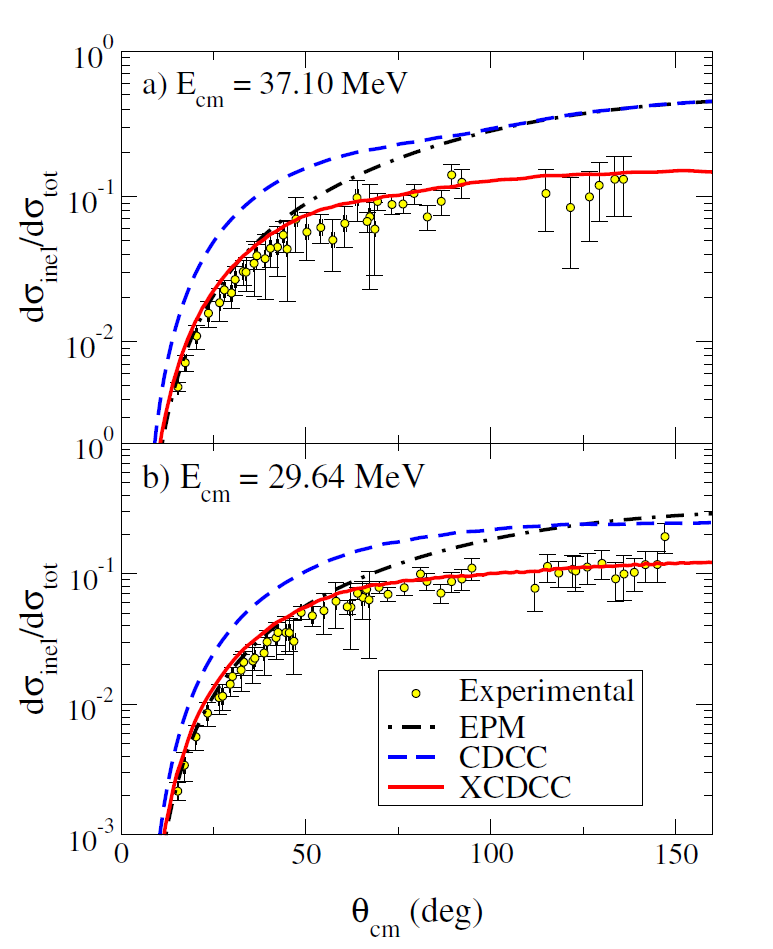 10^0
a) E_cm = 37.10 MeV
10^-1
dσ_inel/dσ_tot
10^-2
10^0
b) E_cm = 29.64 MeV
10^-1
dσ_inel/dσ_tot
10^-2
Experimental
EPM
CDCC
XCDCC
10^-3
0 50 100 150
θ_cm (deg)